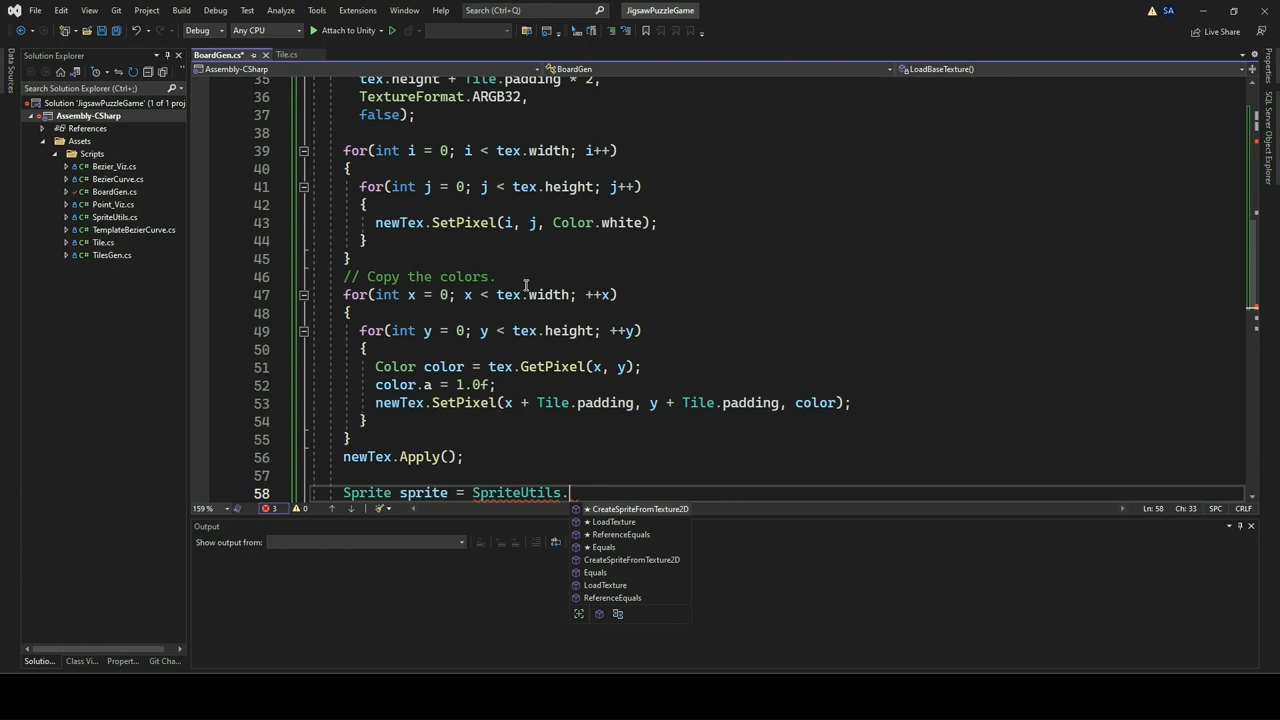 File Edit View Git Project Build Debug Test Analyze Tools Extensions Window Help Search (Ctrl+Q) JigsawPuzzleGame SA
Debug Any CPU Attach to Unity Live Share
Data Sources
Solution Explorer
Search Solution Explorer (Ctrl+;)
Solution 'JigsawPuzzleGame' (1 of 1 proj
Assembly-CSharp
References
Assets
Scripts
Bezier_Viz.cs
BezierCurve.cs
BoardGen.cs
Point_Viz.cs
SpriteUtils.cs
TemplateBezierCurve.cs
Tile.cs
TilesGen.cs
Solutio... Class Vi... Propert... Git Cha...
BoardGen.cs* Tile.cs
Assembly-CSharp BoardGen LoadBaseTexture()
35 tex.height + Tile.padding * 2,
36 TextureFormat.ARGB32,
37 false);
38
39 for(int i = 0; i < tex.width; i++)
40 {
41 for(int j = 0; j < tex.height; j++)
42 {
43 newTex.SetPixel(i, j, Color.white);
44 }
45 }
46 // Copy the colors.
47 for(int x = 0; x < tex.width; ++x)
48 {
49 for(int y = 0; y < tex.height; ++y)
50 {
51 Color color = tex.GetPixel(x, y);
52 color.a = 1.0f;
53 newTex.SetPixel(x + Tile.padding, y + Tile.padding, color);
54 }
55 }
56 newTex.Apply();
57
58 Sprite sprite = SpriteUtils.
★ CreateSpriteFromTexture2D
★ LoadTexture
★ ReferenceEquals
★ Equals
CreateSpriteFromTexture2D
Equals
LoadTexture
ReferenceEquals
159 % 3 0 Ln: 58 Ch: 33 SPC CRLF
Output
Show output from:
Properties
SQL Server Object Explorer